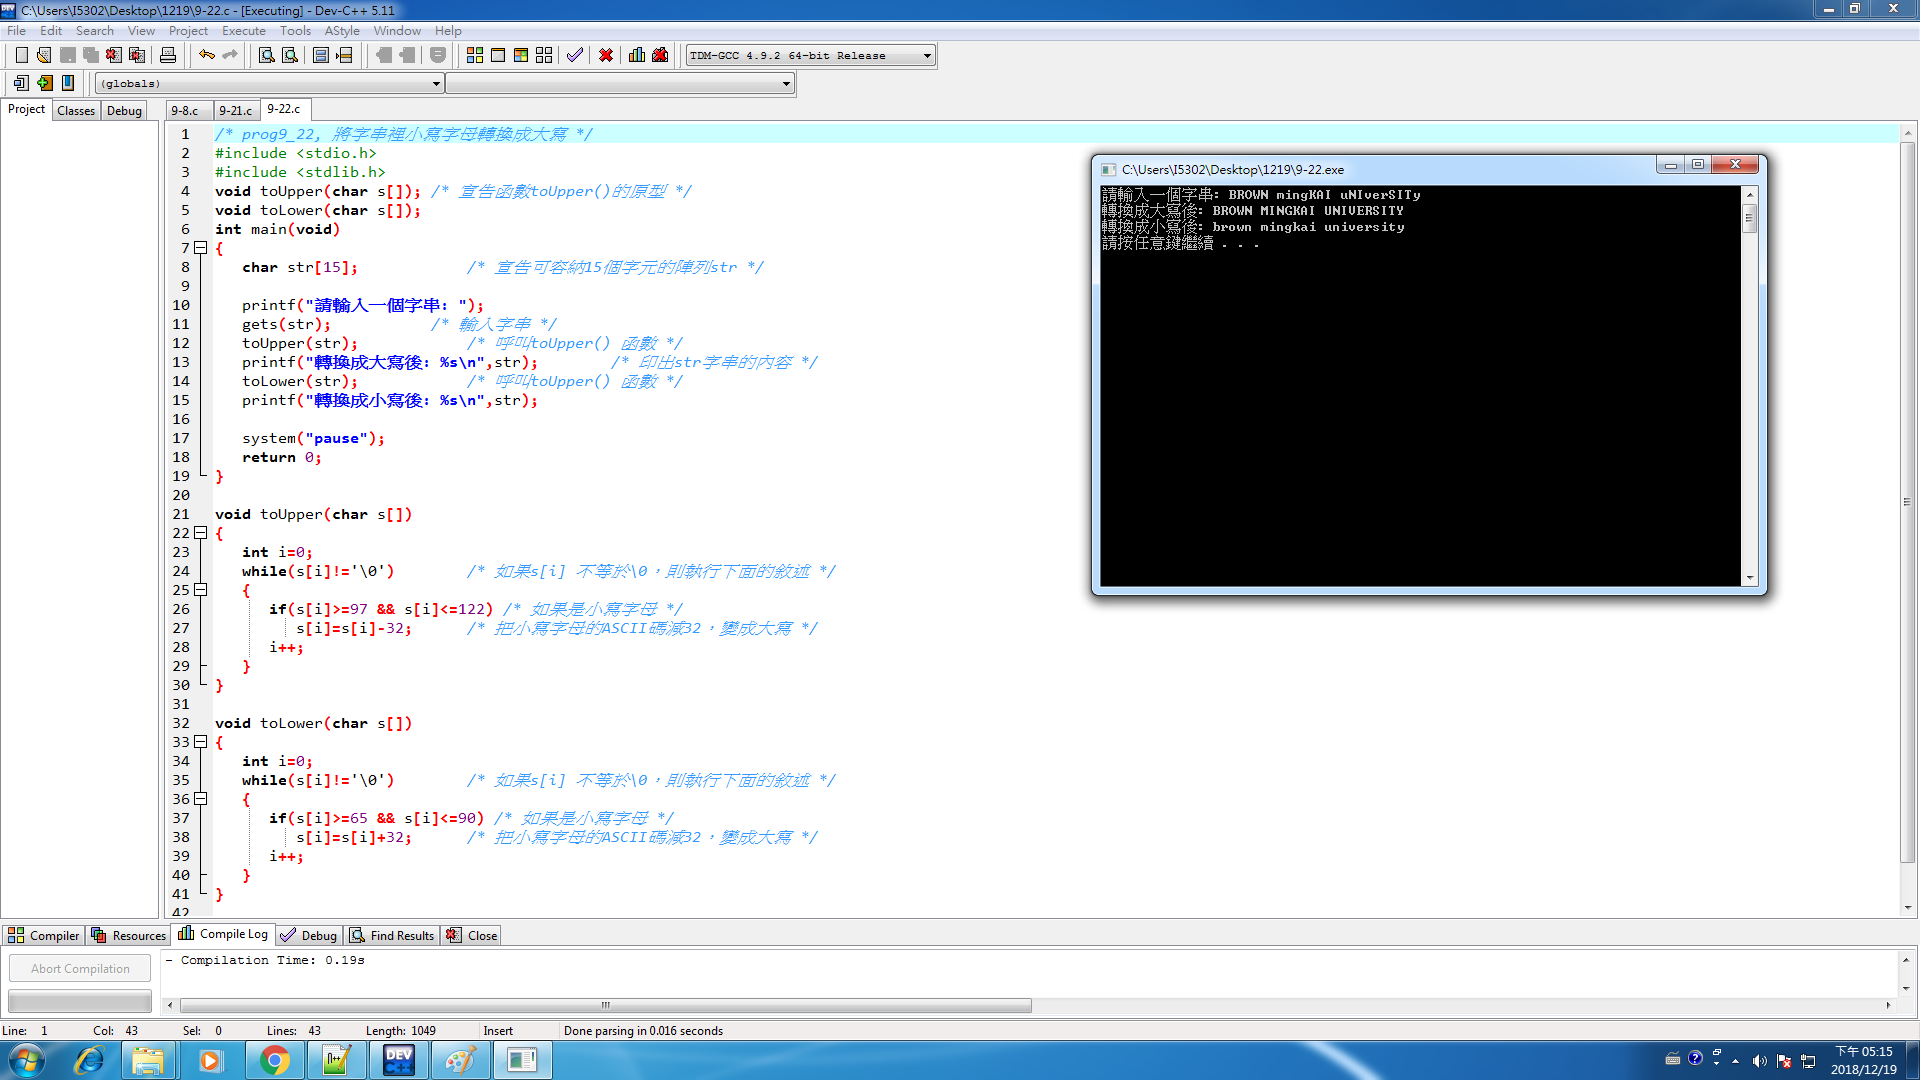 C:\Users\I5302\Desktop\1219\9-22.c - [Executing] - Dev-C++ 5.11
File Edit Search View Project Execute Tools AStyle Window Help
TDM-GCC 4.9.2 64-bit Release
(globals)
Project Classes Debug 9-8.c 9-21.c 9-22.c
1 /* prog9_22, 將字串裡小寫字母轉換成大寫 */
2 #include <stdio.h>
3 #include <stdlib.h>
4 void toUpper(char s[]); /* 宣告函數toUpper()的原型 */
5 void toLower(char s[]);
6 int main(void)
7 {
8 char str[15]; /* 宣告可容納15個字元的陣列str */
9
10 printf("請輸入一個字串: ");
11 gets(str); /* 輸入字串 */
12 toUpper(str); /* 呼叫toUpper() 函數 */
13 printf("轉換成大寫後: %s\n",str); /* 印出str字串的內容 */
14 toLower(str); /* 呼叫toUpper() 函數 */
15 printf("轉換成小寫後: %s\n",str);
16
17 system("pause");
18 return 0;
19 }
20
21 void toUpper(char s[])
22 {
23 int i=0;
24 while(s[i]!='\0') /* 如果s[i] 不等於\0，則執行下面的敘述 */
25 {
26 if(s[i]>=97 && s[i]<=122) /* 如果是小寫字母 */
27 s[i]=s[i]-32; /* 把小寫字母的ASCII碼減32，變成大寫 */
28 i++;
29 }
30 }
31
32 void toLower(char s[])
33 {
34 int i=0;
35 while(s[i]!='\0') /* 如果s[i] 不等於\0，則執行下面的敘述 */
36 {
37 if(s[i]>=65 && s[i]<=90) /* 如果是小寫字母 */
38 s[i]=s[i]+32; /* 把小寫字母的ASCII碼減32，變成大寫 */
39 i++;
40 }
41 }
42
C:\Users\I5302\Desktop\1219\9-22.exe
請輸入一個字串: BROWN mingKAI uNIverSITy
轉換成大寫後: BROWN MINGKAI UNIVERSITY
轉換成小寫後: brown mingkai university
請按任意鍵繼續 . . .
Compiler Resources Compile Log Debug Find Results Close
Abort Compilation
- Compilation Time: 0.19s
Line: 1 Col: 43 Sel: 0 Lines: 43 Length: 1049 Insert Done parsing in 0.016 seconds
DEV C++
下午 05:15
2018/12/19